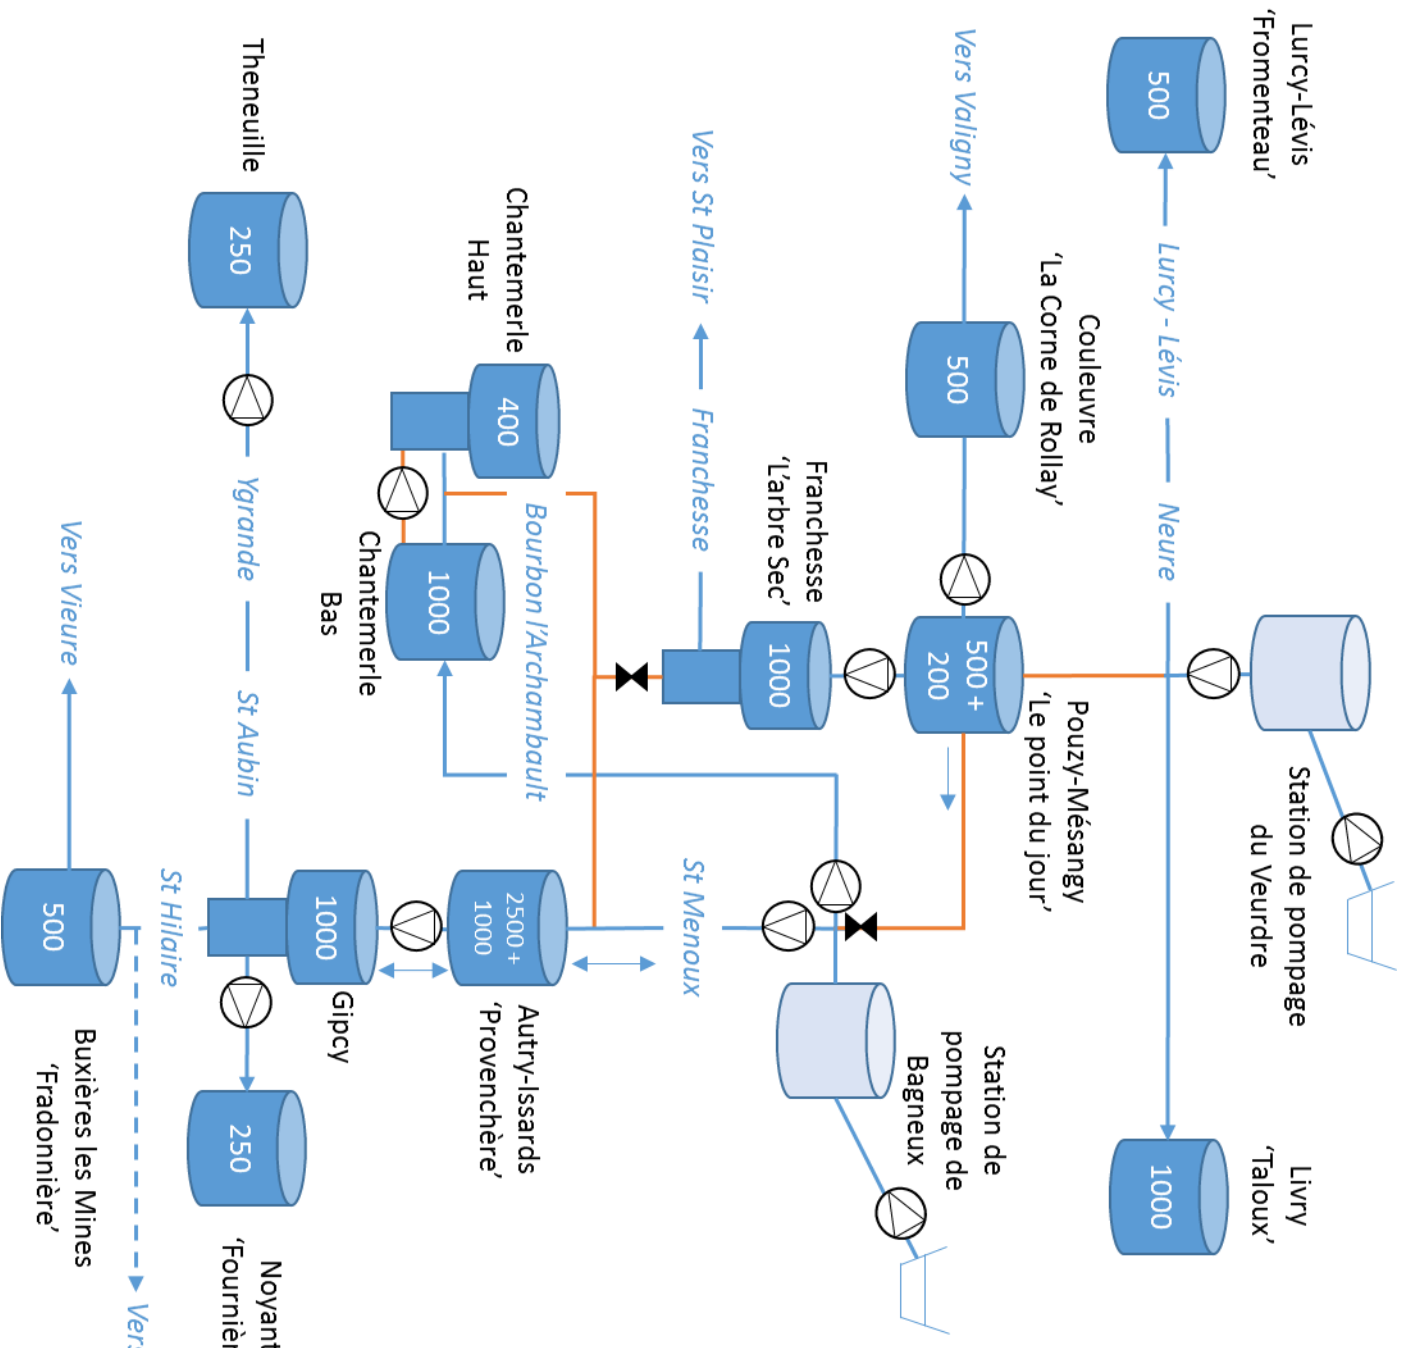 Lurcy-Lévis
‘Fromenteau’
500
Station de pompage
du Veurdre
Livry
‘Taloux’
1000
Lurcy - Lévis
Neure
Couleuvre
‘La Corne de Rollay’
500
Vers Valigny
Pouzy-Mésangy
‘Le point du jour’
500 +
200
Station de
pompage de
Bagneux
Franchesse
‘L’arbre Sec’
1000
Vers St Plaisir
Franchesse
St Menoux
Chantemerle
Haut
400
Bourbon l’Archambault
1000
Chantemerle
Bas
Autry-Issards
‘Provenchère’
2500 +
1000
Gipcy
1000
Theneuille
250
Ygrande
St Aubin
Noyant
‘Fournièr
250
St Hilaire
Vers
Vers Vieure
500
Buxières les Mines
‘Fradonnière’